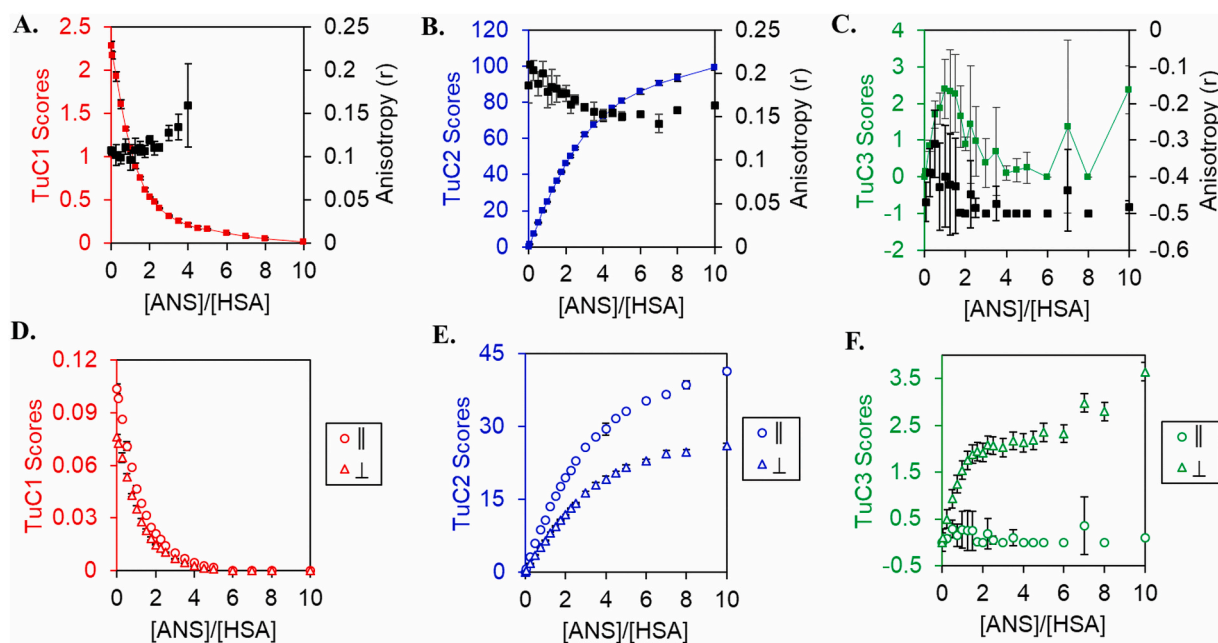 A.
2.5
2
1.5
1
0.5
0
TuC1 Scores
0.25
0.2
0.15
0.1
0.05
0
Anisotropy (r)
0 2 4 6 8 10
[ANS]/[HSA]
B.
120
100
80
60
40
20
0
TuC2 Scores
0.25
0.2
0.15
0.1
0.05
0
Anisotropy (r)
0 2 4 6 8 10
[ANS]/[HSA]
C.
4
3
2
1
0
-1
-2
TuC3 Scores
-0
-0.1
-0.2
-0.3
-0.4
-0.5
-0.6
Anisotropy (r)
0 2 4 6 8 10
[ANS]/[HSA]
D.
0.12
0.09
0.06
0.03
0
TuC1 Scores
0 2 4 6 8 10
[ANS]/[HSA]
||
⊥
E.
45
30
15
0
TuC2 Scores
0 2 4 6 8 10
[ANS]/[HSA]
||
⊥
F.
3.5
2.5
1.5
0.5
-0.5
TuC3 Scores
0 2 4 6 8 10
[ANS]/[HSA]
||
⊥